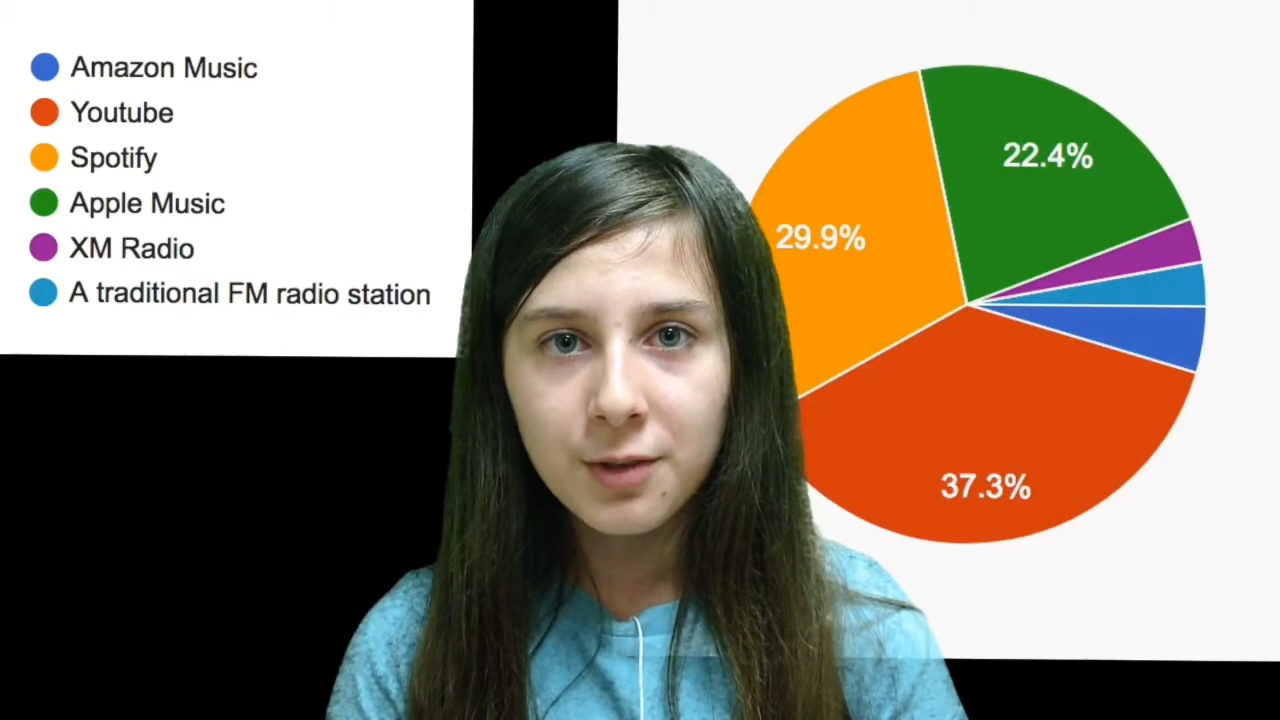 Amazon Music
Youtube
Spotify
Apple Music
XM Radio
A traditional FM radio station
22.4%
29.9%
37.3%